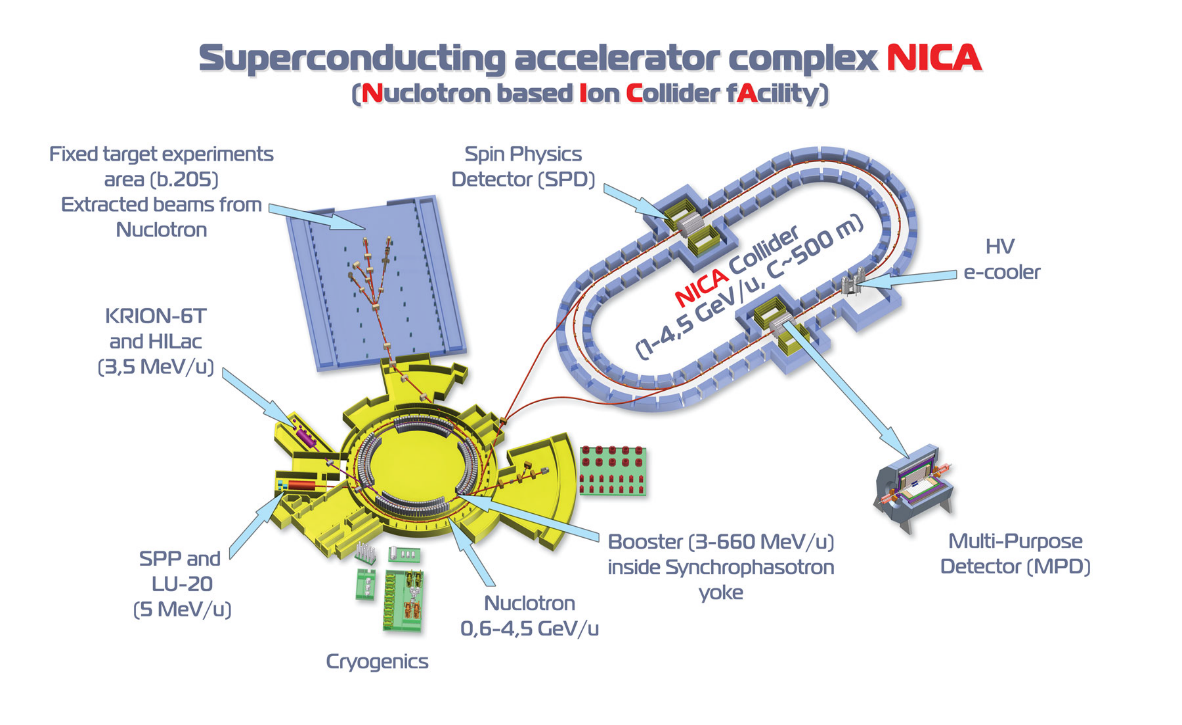 Superconducting accelerator complex NICA
(Nuclotron based Ion Collider fAcility)
Fixed target experiments
area (b.205)
Extracted beams from
Nuclotron
Spin Physics
Detector (SPD)
HV
e-cooler
NICA Collider
(1-4,5 GeV/u, C~500 m)
KRION-6T
and HILac
(3,5 MeV/u)
SPP and
LU-20
(5 MeV/u)
Booster (3-660 MeV/u)
inside Synchrophasotron
yoke
Multi-Purpose
Detector (MPD)
Nuclotron
0,6-4,5 GeV/u
Cryogenics